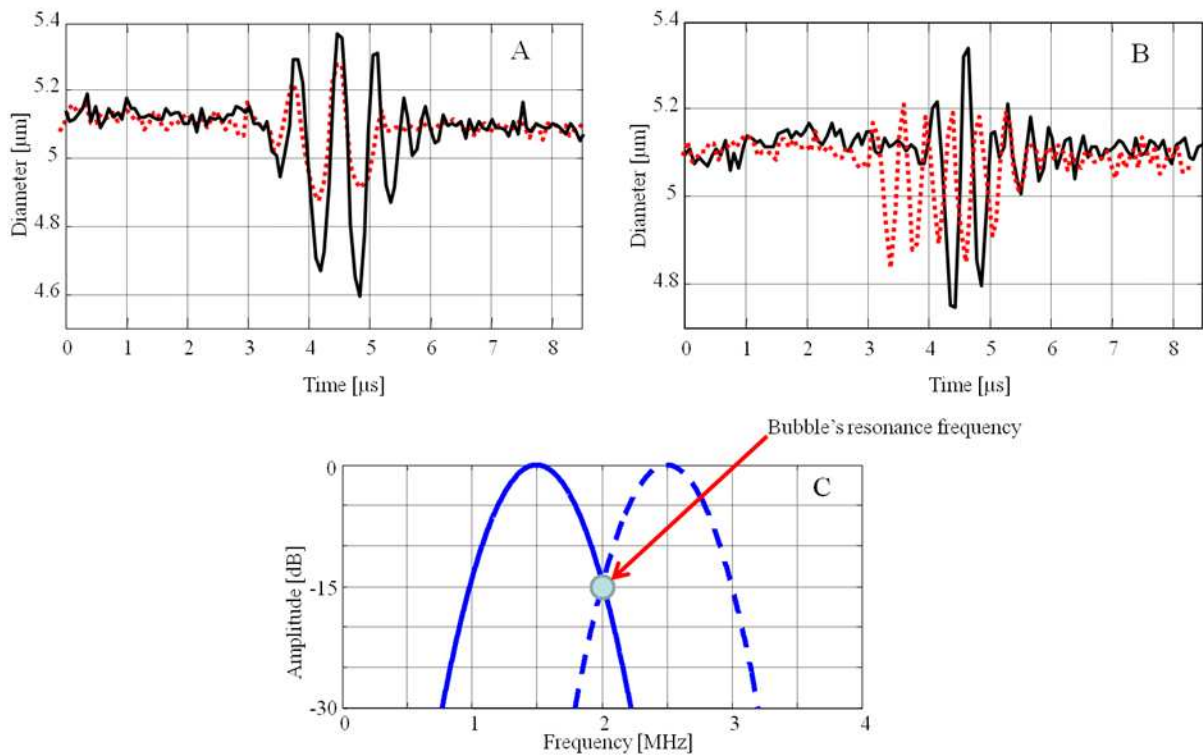 A
Diameter [µm]
5.4
5.2
5
4.8
4.6
0 1 2 3 4 5 6 7 8
Time [µs]
B
Diameter [µm]
5.4
5.2
5
4.8
0 1 2 3 4 5 6 7 8
Time [µs]
Bubble's resonance frequency
C
Amplitude [dB]
0
-15
-30
0 1 2 3 4
Frequency [MHz]